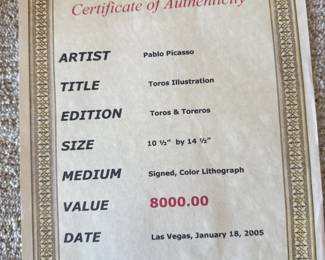 Certificate of Authenticity
ARTIST Pablo Picasso
TITLE Toros Illustration
EDITION Toros & Toreros
SIZE 10 ½" by 14 ½"
MEDIUM Signed, Color Lithograph
VALUE 8000.00
DATE Las Vegas, January 18, 2005